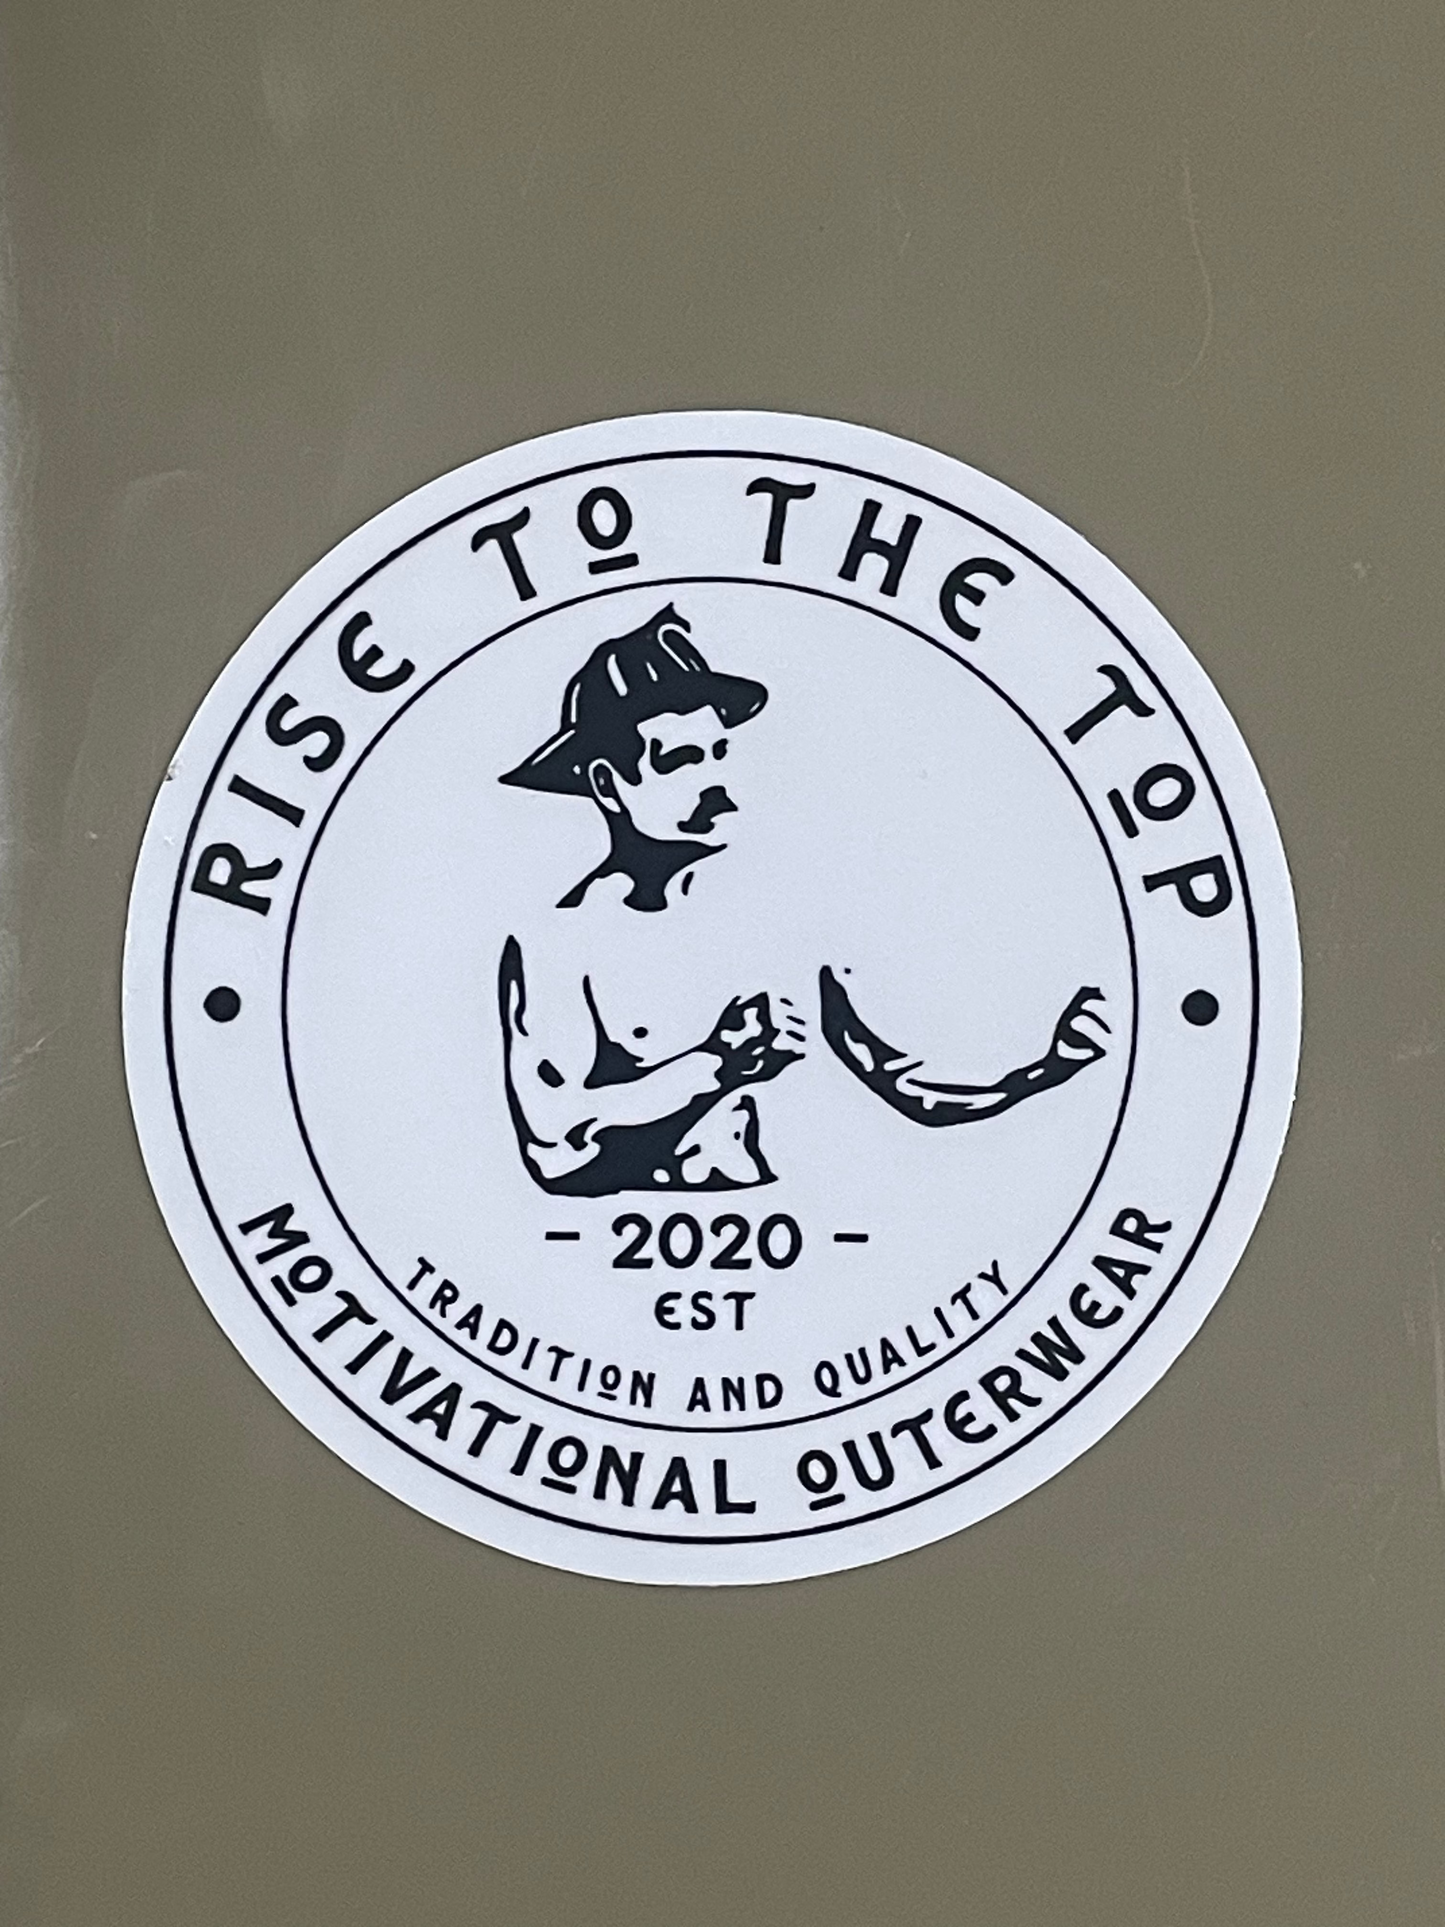 RISE TO THE TOP
- 2020 -
EST
TRADITION AND QUALITY
MOTIVATIONAL OUTERWEAR